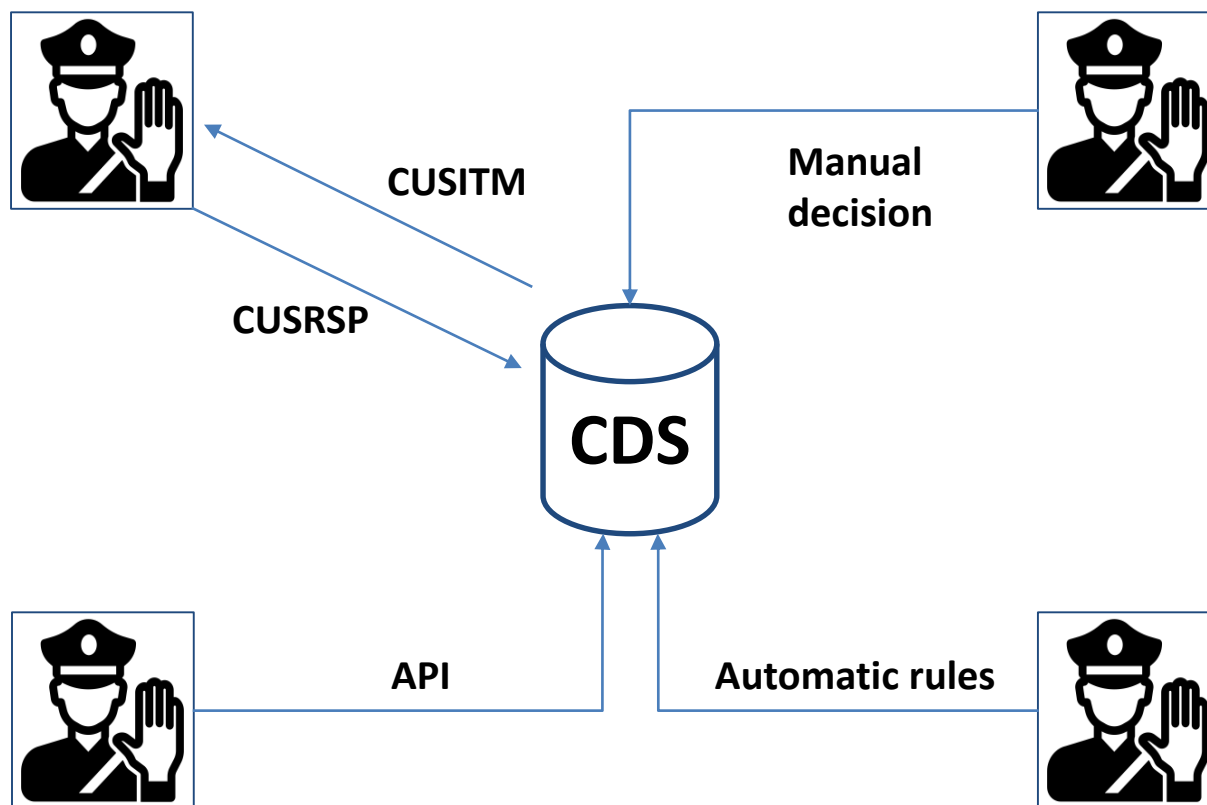 CUSITM
Manual
decision
CUSRSP
CDS
API
Automatic rules